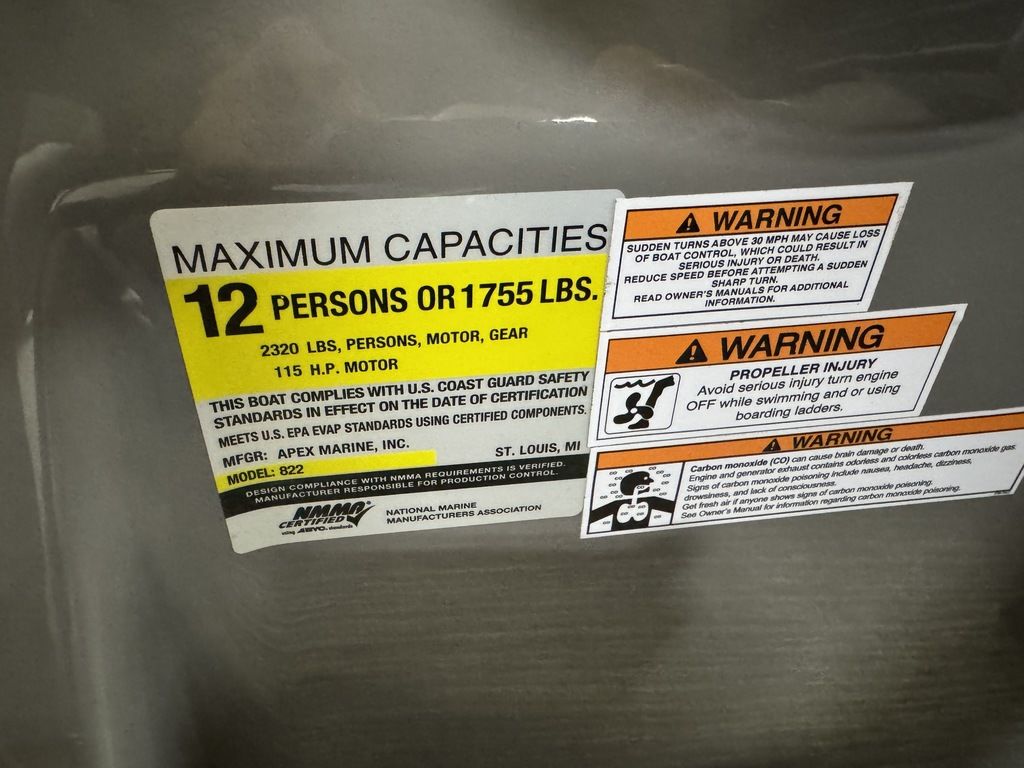 MAXIMUM CAPACITIES
12 PERSONS OR 1755 LBS.
2320 LBS, PERSONS, MOTOR, GEAR
115 H.P. MOTOR
THIS BOAT COMPLIES WITH U.S. COAST GUARD SAFETY
STANDARDS IN EFFECT ON THE DATE OF CERTIFICATION
MEETS U.S. EPA EVAP STANDARDS USING CERTIFIED COMPONENTS.
MFGR: APEX MARINE, INC. ST. LOUIS, MI
MODEL: 822
DESIGN COMPLIANCE WITH NMMA REQUIREMENTS IS VERIFIED.
MANUFACTURER RESPONSIBLE FOR PRODUCTION CONTROL.
NMMA
CERTIFIED
using ABYC standards
NATIONAL MARINE
MANUFACTURERS ASSOCIATION
WARNING
SUDDEN TURNS ABOVE 30 MPH MAY CAUSE LOSS
OF BOAT CONTROL, WHICH COULD RESULT IN
SERIOUS INJURY OR DEATH.
REDUCE SPEED BEFORE ATTEMPTING A SUDDEN
SHARP TURN.
READ OWNER'S MANUALS FOR ADDITIONAL
INFORMATION.
WARNING
PROPELLER INJURY
Avoid serious injury turn engine
OFF while swimming and or using
boarding ladders.
WARNING
Carbon monoxide (CO) can cause brain damage or death.
Engine and generator exhaust contains odorless and colorless carbon monoxide gas.
Signs of carbon monoxide poisoning include nausea, headache, dizziness,
drowsiness, and lack of consciousness.
Get fresh air if anyone shows signs of carbon monoxide poisoning.
See Owner's Manual for information regarding carbon monoxide poisoning.